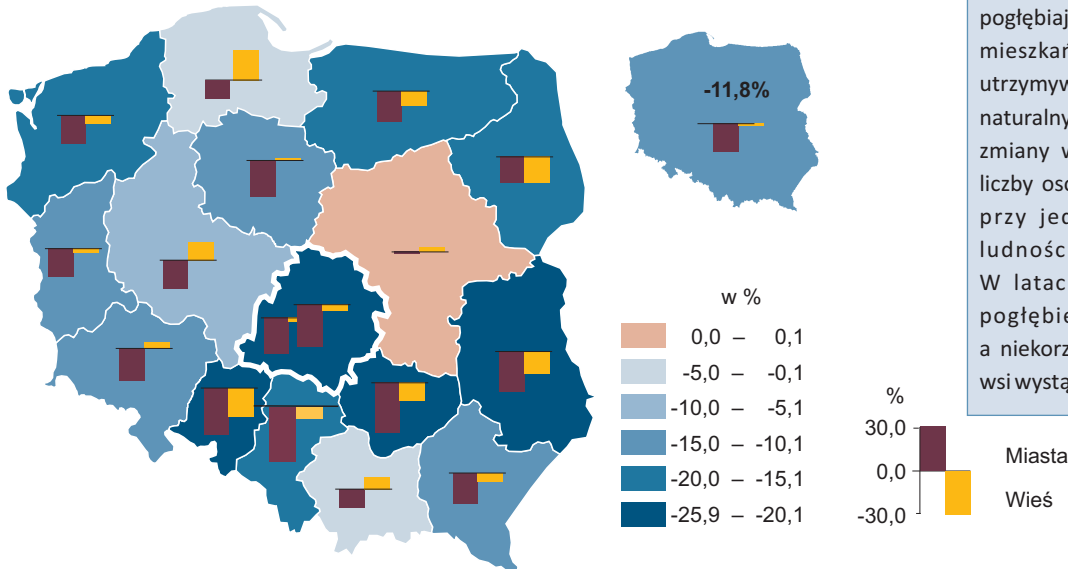 -11,8%
w %
0,0 – 0,1
-5,0 – -0,1
-10,0 – -5,1
-15,0 – -10,1
-20,0 – -15,1
-25,9 – -20,1
%
30,0
0,0
-30,0
Miasta
Wieś
pogłębiaj
mieszkań
utrzymyw
naturalny
zmiany w
liczby oso
przy jed
ludnośc
W latac
pogłębie
a niekorz
wsi wystą